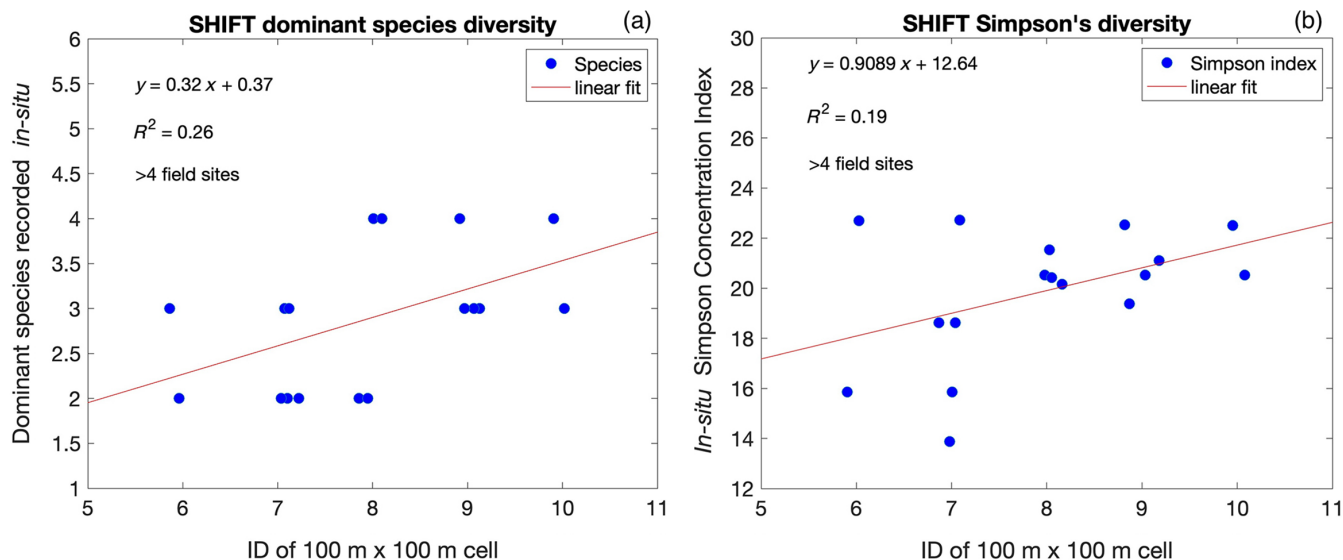 SHIFT dominant species diversity
(a)
6
5.5
5
4.5
4
3.5
3
2.5
2
1.5
1
Dominant species recorded in-situ
y = 0.32 x + 0.37
R² = 0.26
>4 field sites
Species
linear fit
5 6 7 8 9 10 11
ID of 100 m x 100 m cell
SHIFT Simpson's diversity
(b)
30
28
26
24
22
20
18
16
14
12
In-situ Simpson Concentration Index
y = 0.9089 x + 12.64
R² = 0.19
>4 field sites
Simpson index
linear fit
5 6 7 8 9 10 11
ID of 100 m x 100 m cell